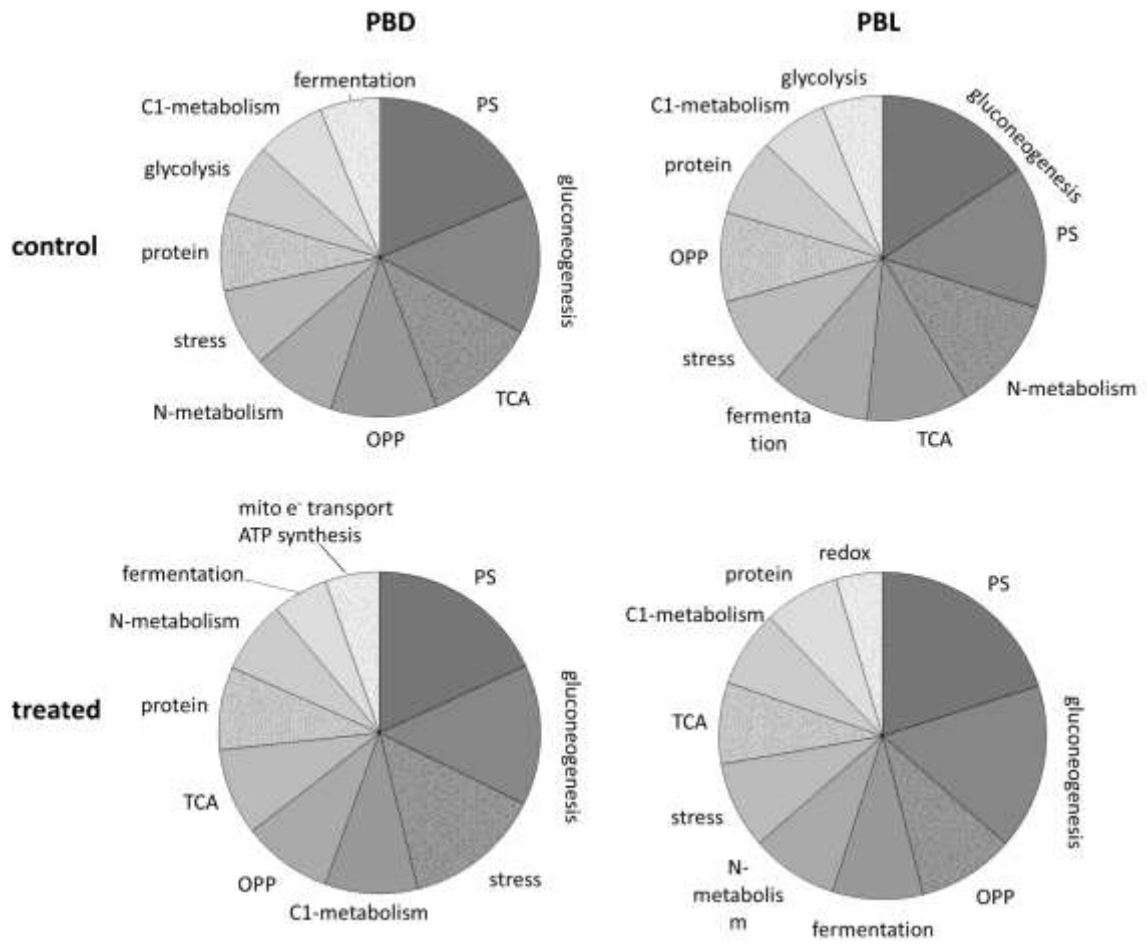 PBD
PBL
control
fermentation
PS
C1-metabolism
gluconeogenesis
glycolysis
protein
TCA
stress
N-metabolism
OPP
glycolysis
gluconeogenesis
C1-metabolism
protein
PS
OPP
N-metabolism
stress
fermenta
tion
TCA
treated
mito e⁻ transport
ATP synthesis
PS
fermentation
N-metabolism
gluconeogenesis
protein
TCA
stress
OPP
C1-metabolism
redox
protein
PS
C1-metabolism
gluconeogenesis
TCA
stress
OPP
N-
metabolis
m
fermentation